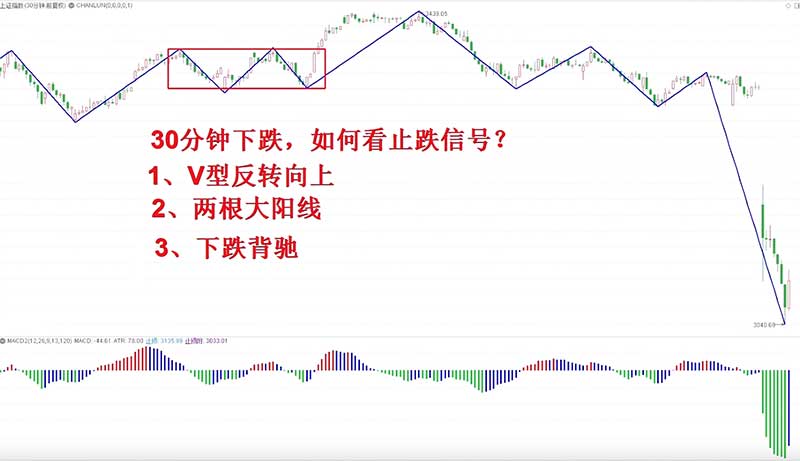 上证指数(30分钟.前复权) CHANLUN(0,0,0,0,1)
3439.05
30分钟下跌，如何看止跌信号？
1、V型反转向上
2、两根大阳线
3、下跌背驰
3040.69
MACD2(12,26,9,13,120) MACD: -44.61 ATR: 78.00 止损: 3135.99 止损时: 3033.01